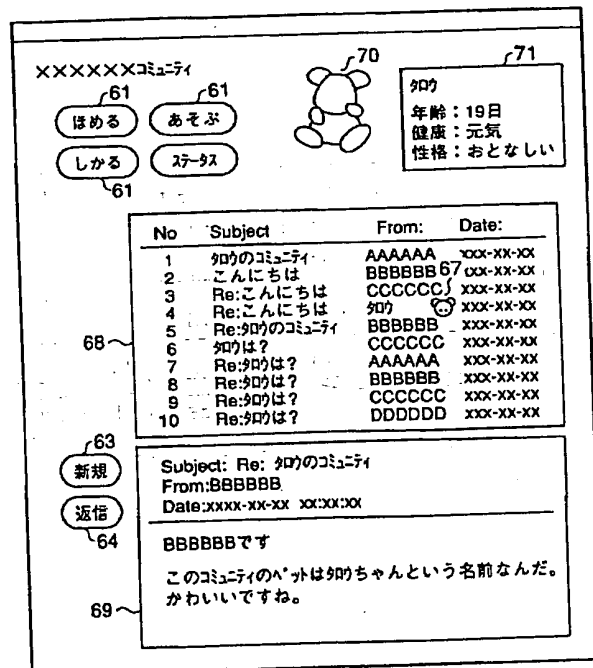 ××××××コミュニティ
70
71
61
61
ほめる
あそぶ
しかる
ステータス
61
タロウ
年齢：19日
健康：元気
性格：おとなしい
No Subject From: Date:
1 タロウのコミュニティ AAAAAA xxx-xx-xx
2 こんにちは BBBBBB xxx-xx-xx
67
3 Re:こんにちは CCCCCC xxx-xx-xx
4 Re:こんにちは タロウ xxx-xx-xx
5 Re:タロウのコミュニティ BBBBBB xxx-xx-xx
6 タロウは？ CCCCCC xxx-xx-xx
7 Re:タロウは？ AAAAAA xxx-xx-xx
8 Re:タロウは？ BBBBBB xxx-xx-xx
9 Re:タロウは？ CCCCCC xxx-xx-xx
10 Re:タロウは？ DDDDDD xxx-xx-xx
68
63
新規
返信
64
Subject: Re: タロウのコミュニティ
From:BBBBBB
Date:xxxx-xx-xx xx:xx:xx
BBBBBBです
このコミュニティのペットはタロウちゃんという名前なんだ。
かわいいですね。
69